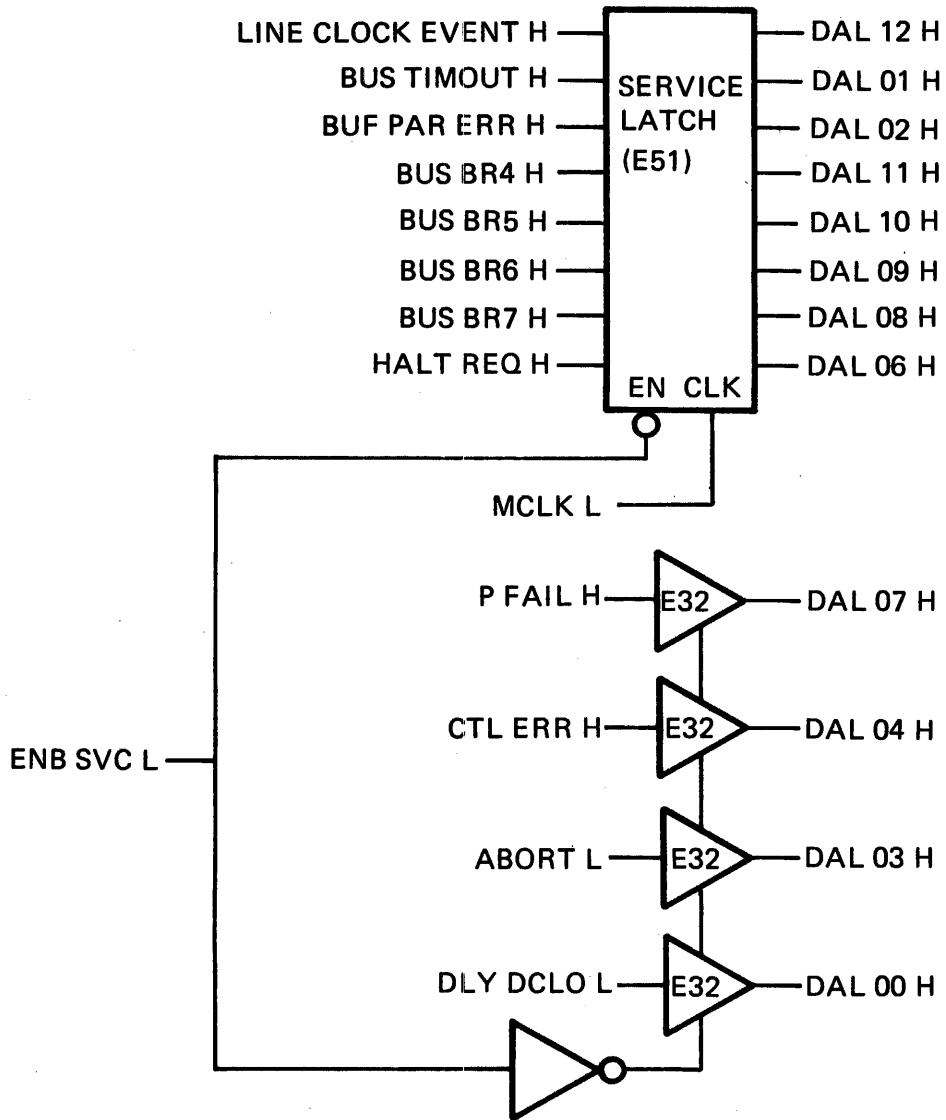 LINE CLOCK EVENT H
DAL 12 H
BUS TIMOUT H
SERVICE
DAL 01 H
BUF PAR ERR H
LATCH
DAL 02 H
(E51)
BUS BR4 H
DAL 11 H
BUS BR5 H
DAL 10 H
BUS BR6 H
DAL 09 H
BUS BR7 H
DAL 08 H
HALT REQ H
DAL 06 H
EN CLK
MCLK L
P FAIL H
E32
DAL 07 H
CTL ERR H
E32
DAL 04 H
ENB SVC L
ABORT L
E32
DAL 03 H
DLY DCLO L
E32
DAL 00 H